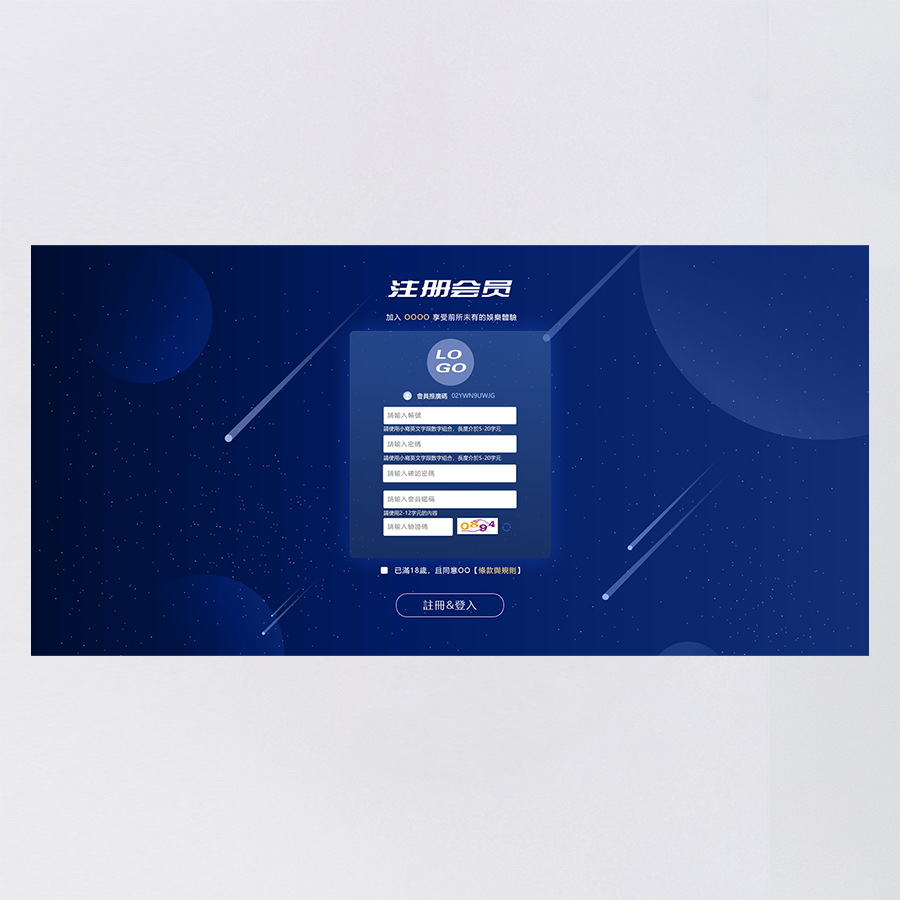 注册会员
加入 OOOO 享受前所未有的娛樂體驗
LO
GO
會員推廣碼 02YWN9UWJG
請輸入帳號
請使用小寫英文字跟數字組合，長度介於5-20字元
請輸入密碼
請使用小寫英文字跟數字組合，長度介於5-20字元
請輸入確認密碼
請輸入會員暱稱
請使用2-12字元的內容
請輸入驗證碼 0894
已滿18歲，且同意OO【條款與規則】
註冊&登入